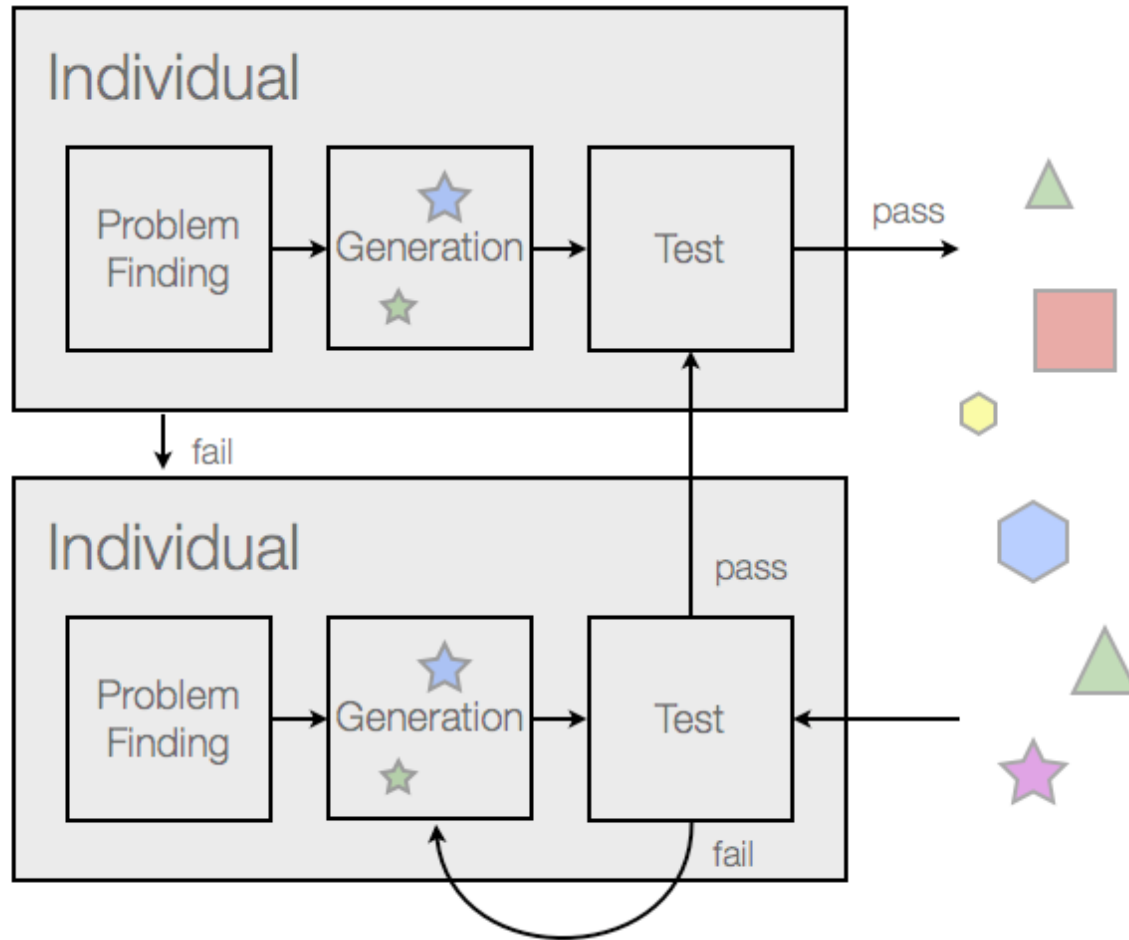 Individual
Problem
Finding
Generation
Test
pass
fail
Individual
Problem
Finding
Generation
Test
pass
fail